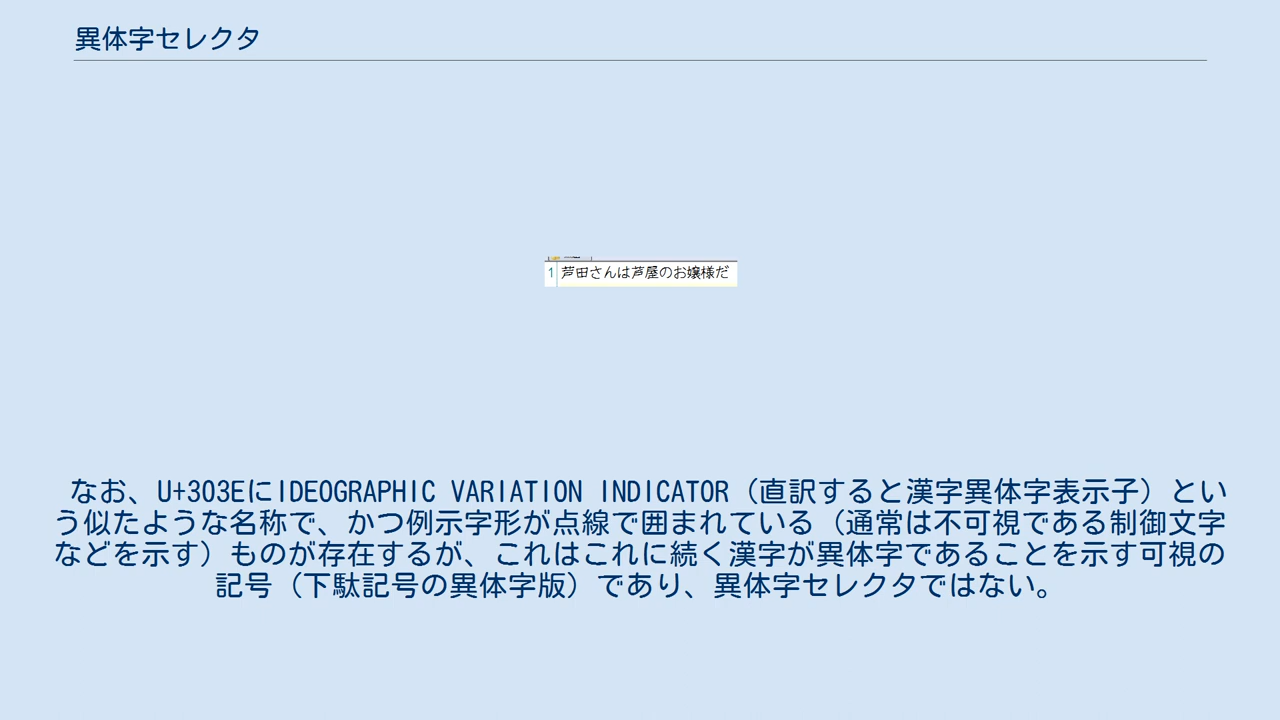 異体字セレクタ
1 芦田さんは芦屋のお嬢様だ
なお、U+303EにIDEOGRAPHIC VARIATION INDICATOR（直訳すると漢字異体字表示子）とい
う似たような名称で、かつ例示字形が点線で囲まれている（通常は不可視である制御文字
などを示す）ものが存在するが、これはこれに続く漢字が異体字であることを示す可視の
記号（下駄記号の異体字版）であり、異体字セレクタではない。